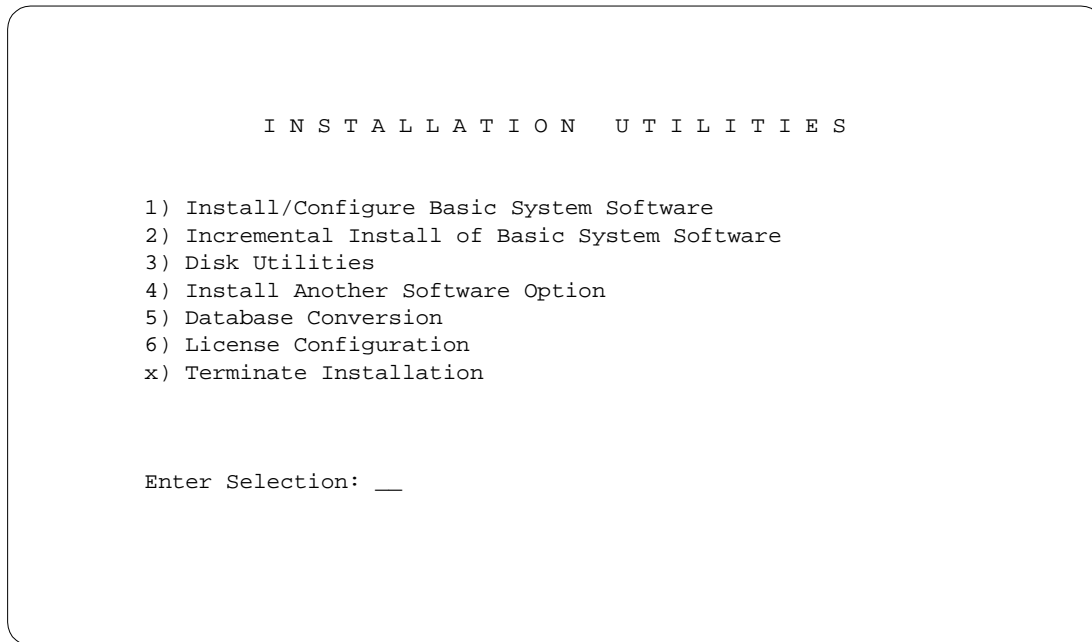 I N S T A L L A T I O N   U T I L I T I E S
1) Install/Configure Basic System Software
2) Incremental Install of Basic System Software
3) Disk Utilities
4) Install Another Software Option
5) Database Conversion
6) License Configuration
x) Terminate Installation
Enter Selection: __